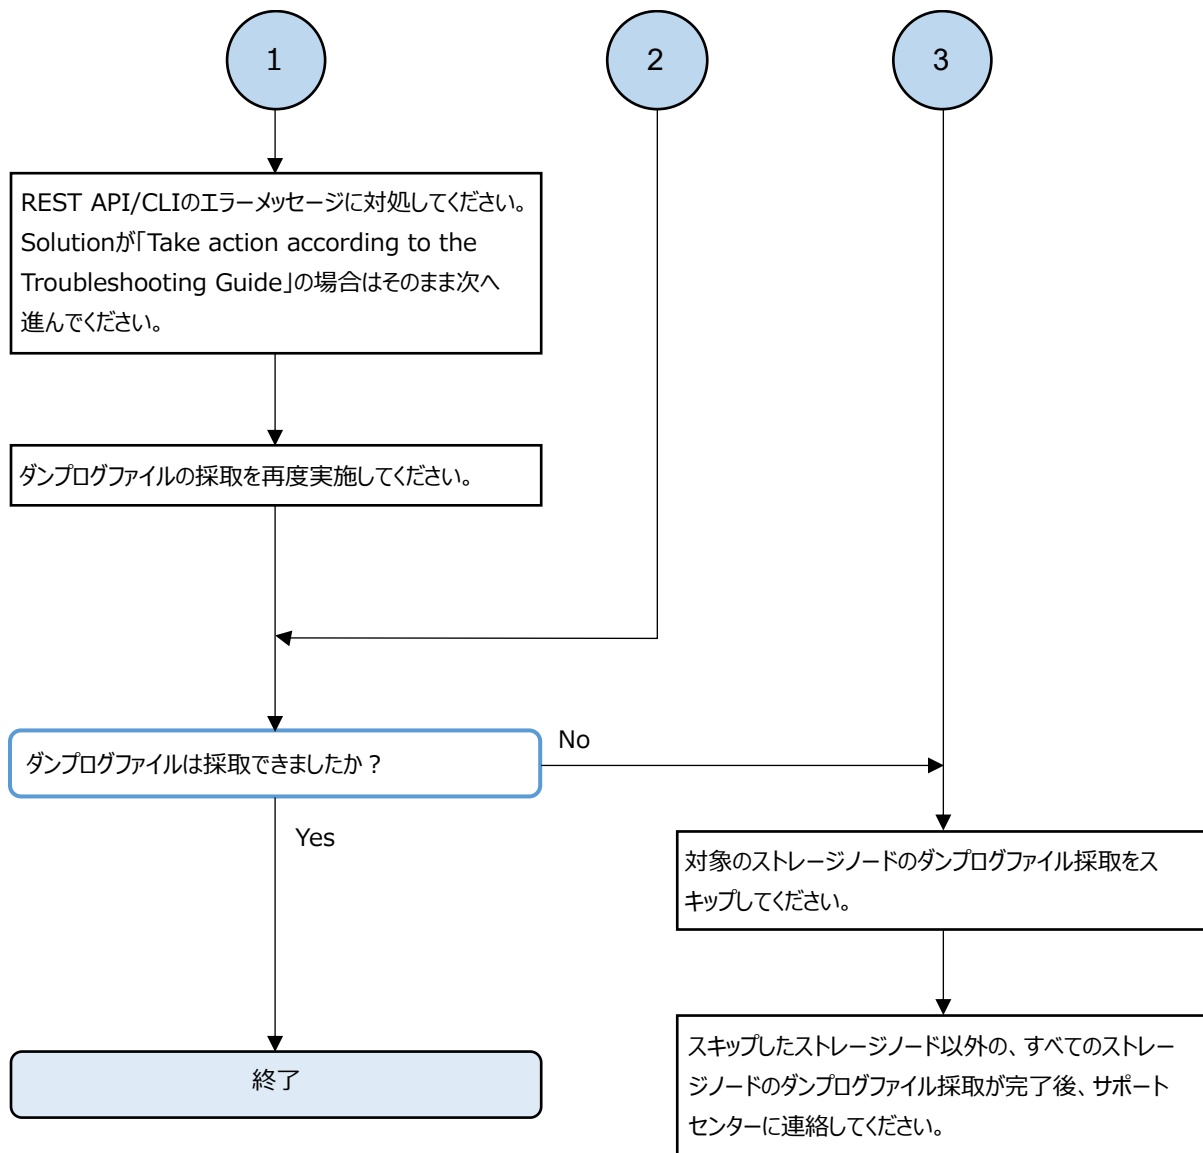 1
2
3
REST API/CLIのエラーメッセージに対処してください。
Solutionが「Take action according to the
Troubleshooting Guide」の場合はそのまま次へ
進んでください。
ダンプログファイルの採取を再度実施してください。
ダンプログファイルは採取できましたか？
No
Yes
対象のストレージノードのダンプログファイル採取をス
キップしてください。
終了
スキップしたストレージノード以外の、すべてのストレー
ジノードのダンプログファイル採取が完了後、サポート
センターに連絡してください。